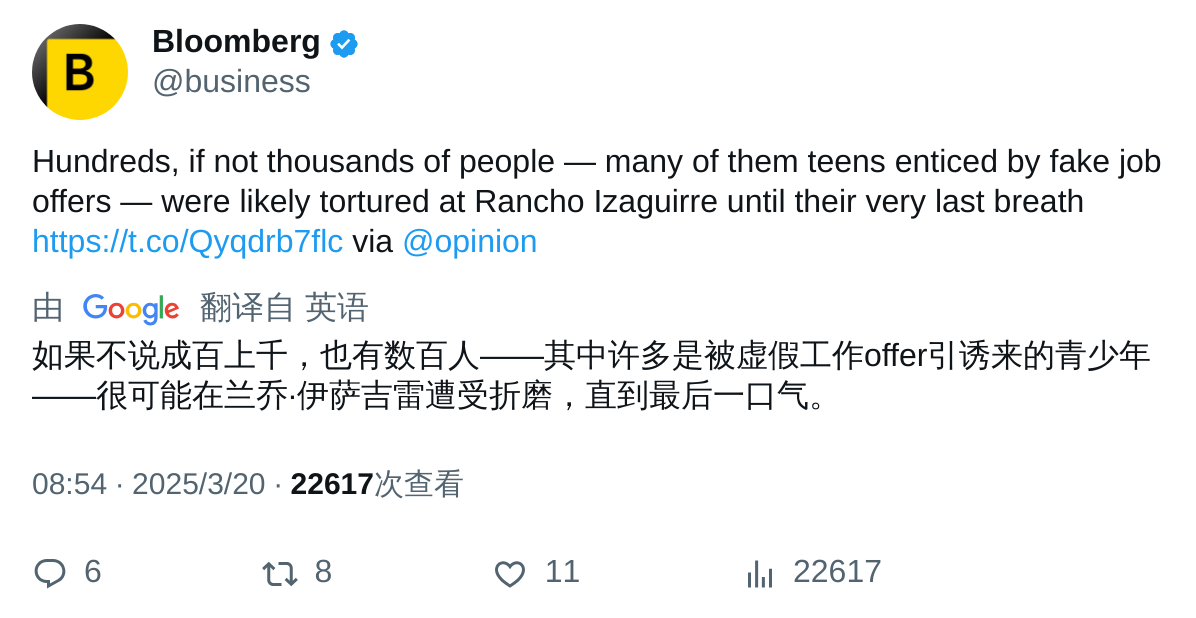 B
Bloomberg
@business
Hundreds, if not thousands of people — many of them teens enticed by fake job
offers — were likely tortured at Rancho Izaguirre until their very last breath
https://t.co/Qyqdrb7flc via @opinion
由 Google 翻译自 英语
如果不说成百上千，也有数百人——其中许多是被虚假工作offer引诱来的青少年
——很可能在兰乔·伊萨吉雷遭受折磨，直到最后一口气。
08:54 · 2025/3/20 · 22617次查看
6 8 11 22617